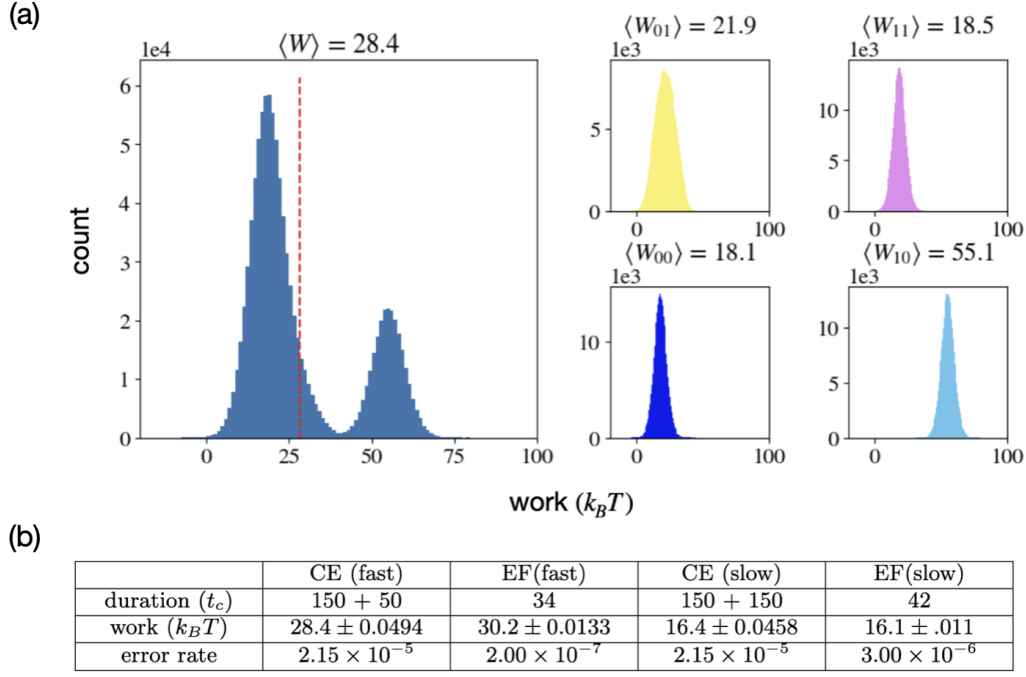 (a)
1e4
⟨W⟩ = 28.4
count
6
5
4
3
2
1
0
0 25 50 75 100
⟨W₀₁⟩ = 21.9
1e3
5
0
0 100
⟨W₁₁⟩ = 18.5
1e3
10
5
0
0 100
⟨W₀₀⟩ = 18.1
1e3
10
0
0 100
⟨W₁₀⟩ = 55.1
1e3
10
5
0
0 100
work (k_BT)
(b)
CE (fast) EF(fast) CE (slow) EF(slow)
duration (t_c) 150 + 50 34 150 + 150 42
work (k_BT) 28.4 ± 0.0494 30.2 ± 0.0133 16.4 ± 0.0458 16.1 ± .011
error rate 2.15 × 10⁻⁵ 2.00 × 10⁻⁷ 2.15 × 10⁻⁵ 3.00 × 10⁻⁶